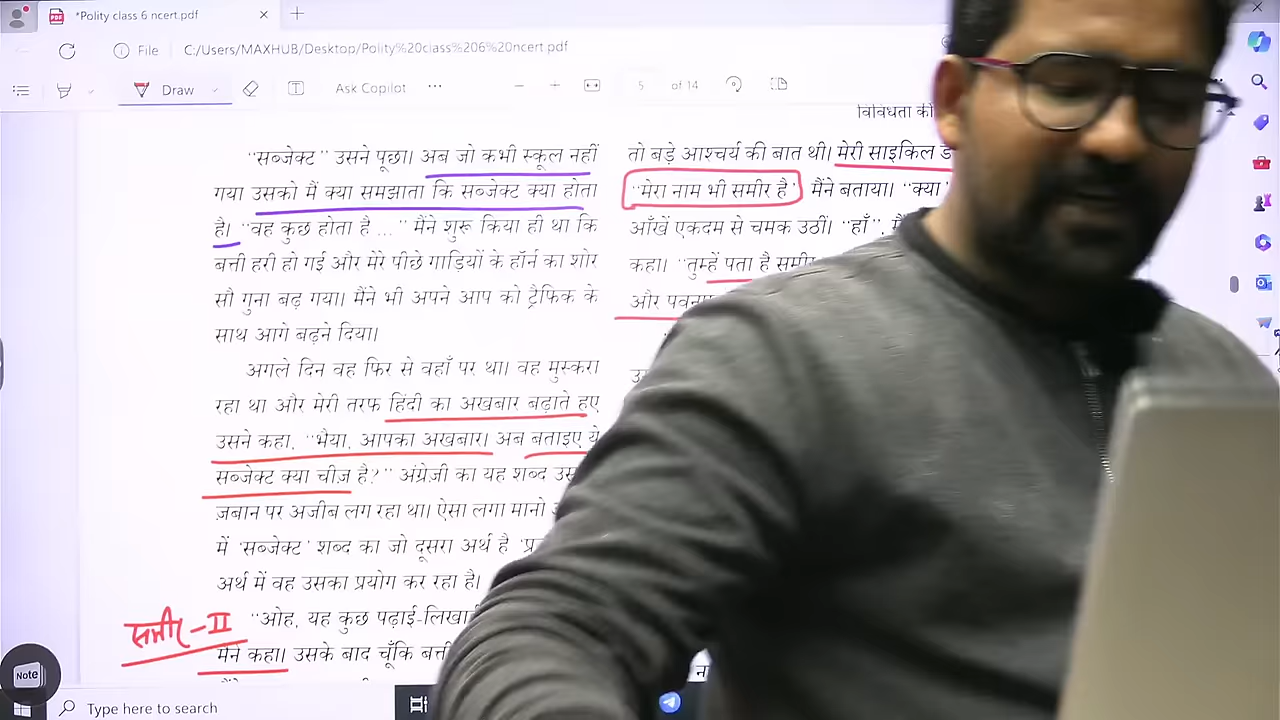 *Polity class 6 ncert.pdf
File C:/Users/MAXHUB/Desktop/Polity%20class%206%20ncert.pdf
Draw Ask Copilot 5 of 14
विविधता की
"सब्जेक्ट" उसने पूछा। अब जो कभी स्कूल नहीं
गया उसको मैं क्या समझाता कि सब्जेक्ट क्या होता
है। "वह कुछ होता है ... " मैंने शुरू किया ही था कि
बत्ती हरी हो गई और मेरे पीछे गाड़ियों के हॉर्न का शोर
सौ गुना बढ़ गया। मैंने भी अपने आप को ट्रैफिक के
साथ आगे बढ़ने दिया।
अगले दिन वह फिर से वहाँ पर था। वह मुस्करा
रहा था और मेरी तरफ हिंदी का अखबार बढ़ाते हुए
उसने कहा, "भैया, आपका अखबार। अब बताइए ये
सब्जेक्ट क्या चीज़ है?" अंग्रेज़ी का यह शब्द
ज़बान पर अजीब लग रहा था। ऐसा लगा मानो
में 'सब्जेक्ट' शब्द का जो दूसरा अर्थ है
अर्थ में वह उसका प्रयोग कर रहा है।
समीर-II
"ओह, यह कुछ पढ़ाई-लिखाई
मैंने कहा। उसके बाद चूँकि
तो बड़े आश्चर्य की बात थी। मेरी साइकिल
"मेरा नाम भी समीर है" मैंने बताया। "क्या
आँखें एकदम से चमक उठीं। "हाँ",
कहा। "तुम्हें पता है
और
Note
Type here to search